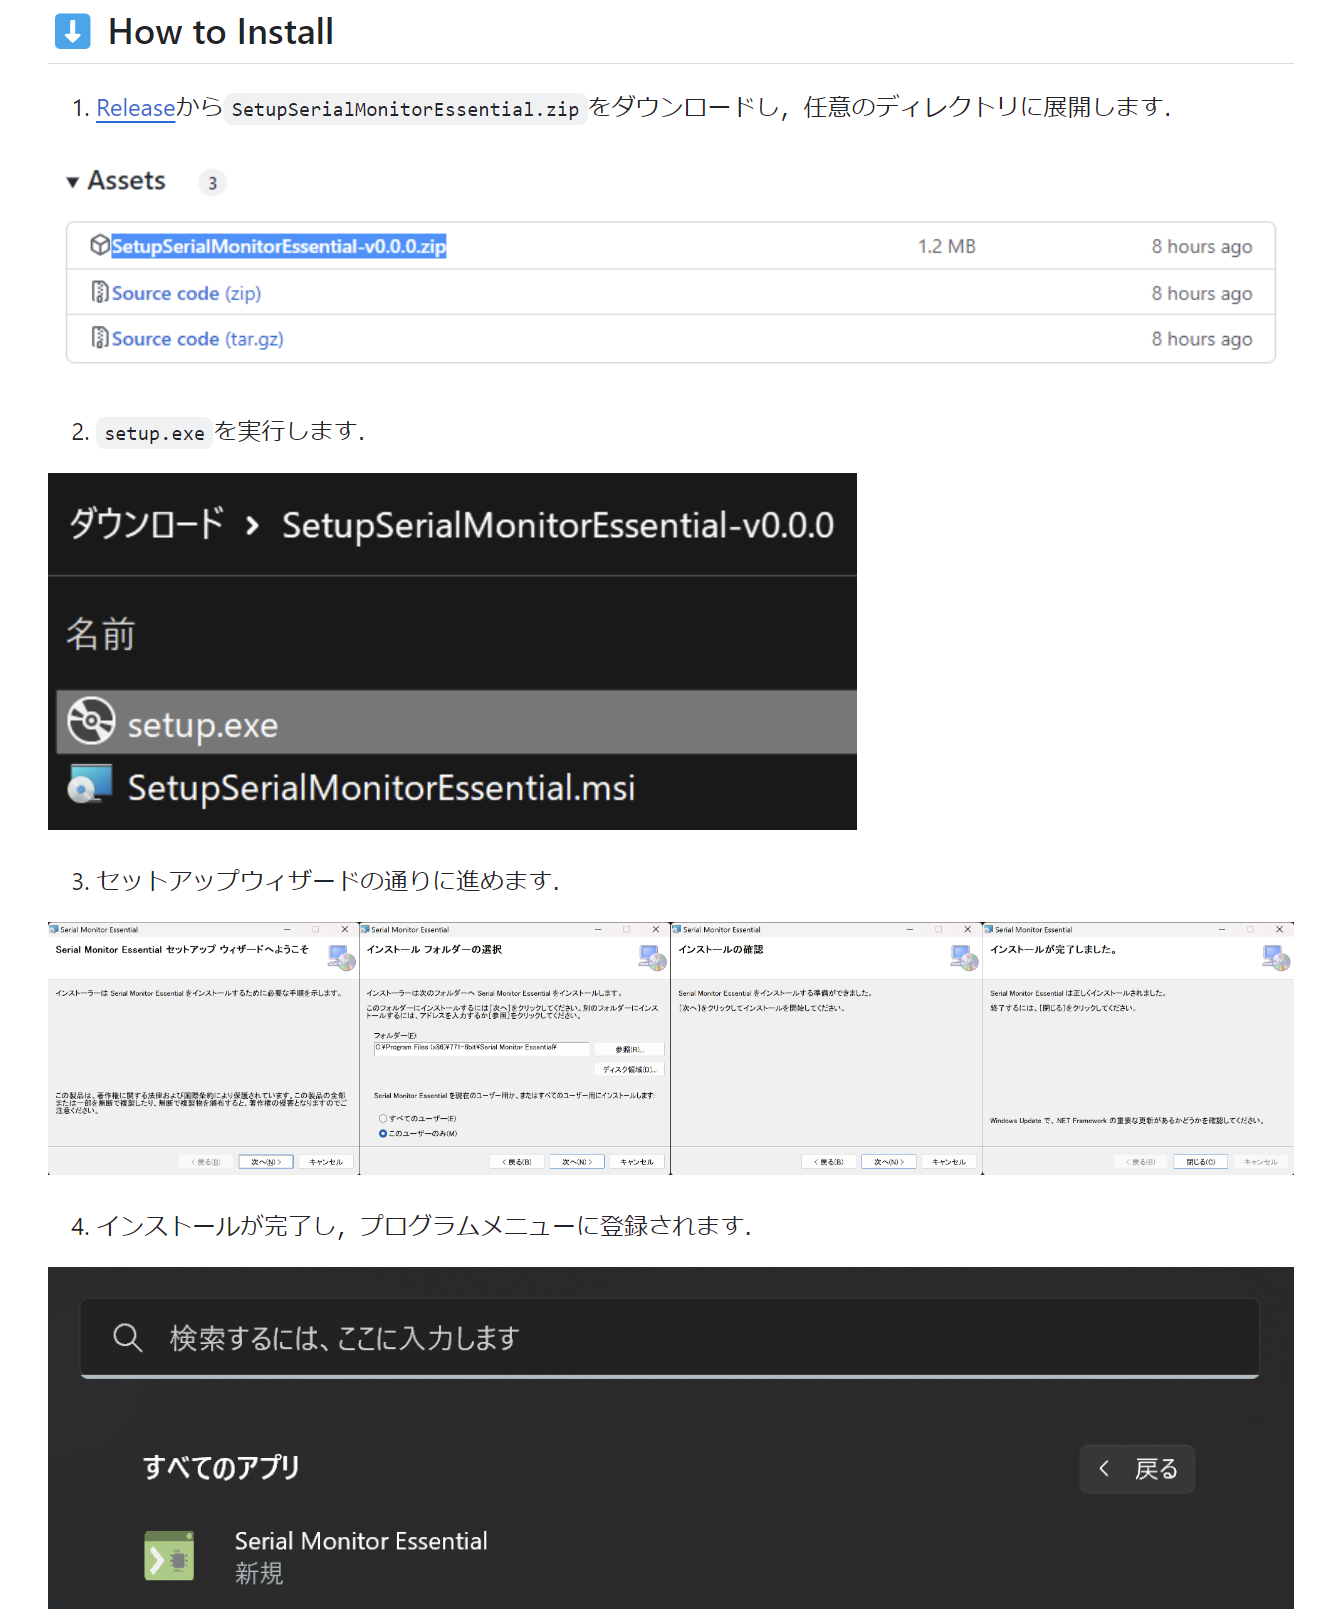 How to Install
1. Releaseから SetupSerialMonitorEssential.zip をダウンロードし，任意のディレクトリに展開します．
Assets 3
SetupSerialMonitorEssential-v0.0.0.zip 1.2 MB 8 hours ago
Source code (zip) 8 hours ago
Source code (tar.gz) 8 hours ago
2. setup.exe を実行します．
ダウンロード › SetupSerialMonitorEssential-v0.0.0
名前
setup.exe
SetupSerialMonitorEssential.msi
3. セットアップウィザードの通りに進めます．
Serial Monitor Essential
Serial Monitor Essential セットアップ ウィザードへようこそ
インストーラーは Serial Monitor Essential をインストールするために必要な手順を示します。
この製品は、著作権に関する法律および国際条約により保護されています。この製品の全部
または一部を無断で複製したり、無断で複製物を頒布すると、著作権の侵害となりますのでご
注意ください。
< 戻る(B) 次へ(N) > キャンセル
Serial Monitor Essential
インストール フォルダーの選択
インストーラーは次のフォルダーへ Serial Monitor Essential をインストールします。
このフォルダーにインストールするには[次へ]をクリックしてください。別のフォルダーにインス
トールするには、アドレスを入力するか[参照]をクリックしてください。
フォルダー(F):
C:¥Program Files (x86)¥771-8bit¥Serial Monitor Essential¥
参照(R)...
ディスク領域(D)...
Serial Monitor Essential を現在のユーザー用か、またはすべてのユーザー用にインストールします:
すべてのユーザー(E)
このユーザーのみ(M)
< 戻る(B) 次へ(N) > キャンセル
Serial Monitor Essential
インストールの確認
Serial Monitor Essential をインストールする準備ができました。
[次へ]をクリックしてインストールを開始してください。
< 戻る(B) 次へ(N) > キャンセル
Serial Monitor Essential
インストールが完了しました。
Serial Monitor Essential は正しくインストールされました。
終了するには、[閉じる]をクリックしてください。
Windows Update で、.NET Framework の重要な更新があるかどうかを確認してください。
< 戻る(B) 閉じる(C) キャンセル
4. インストールが完了し，プログラムメニューに登録されます．
検索するには、ここに入力します
すべてのアプリ
戻る
Serial Monitor Essential
新規